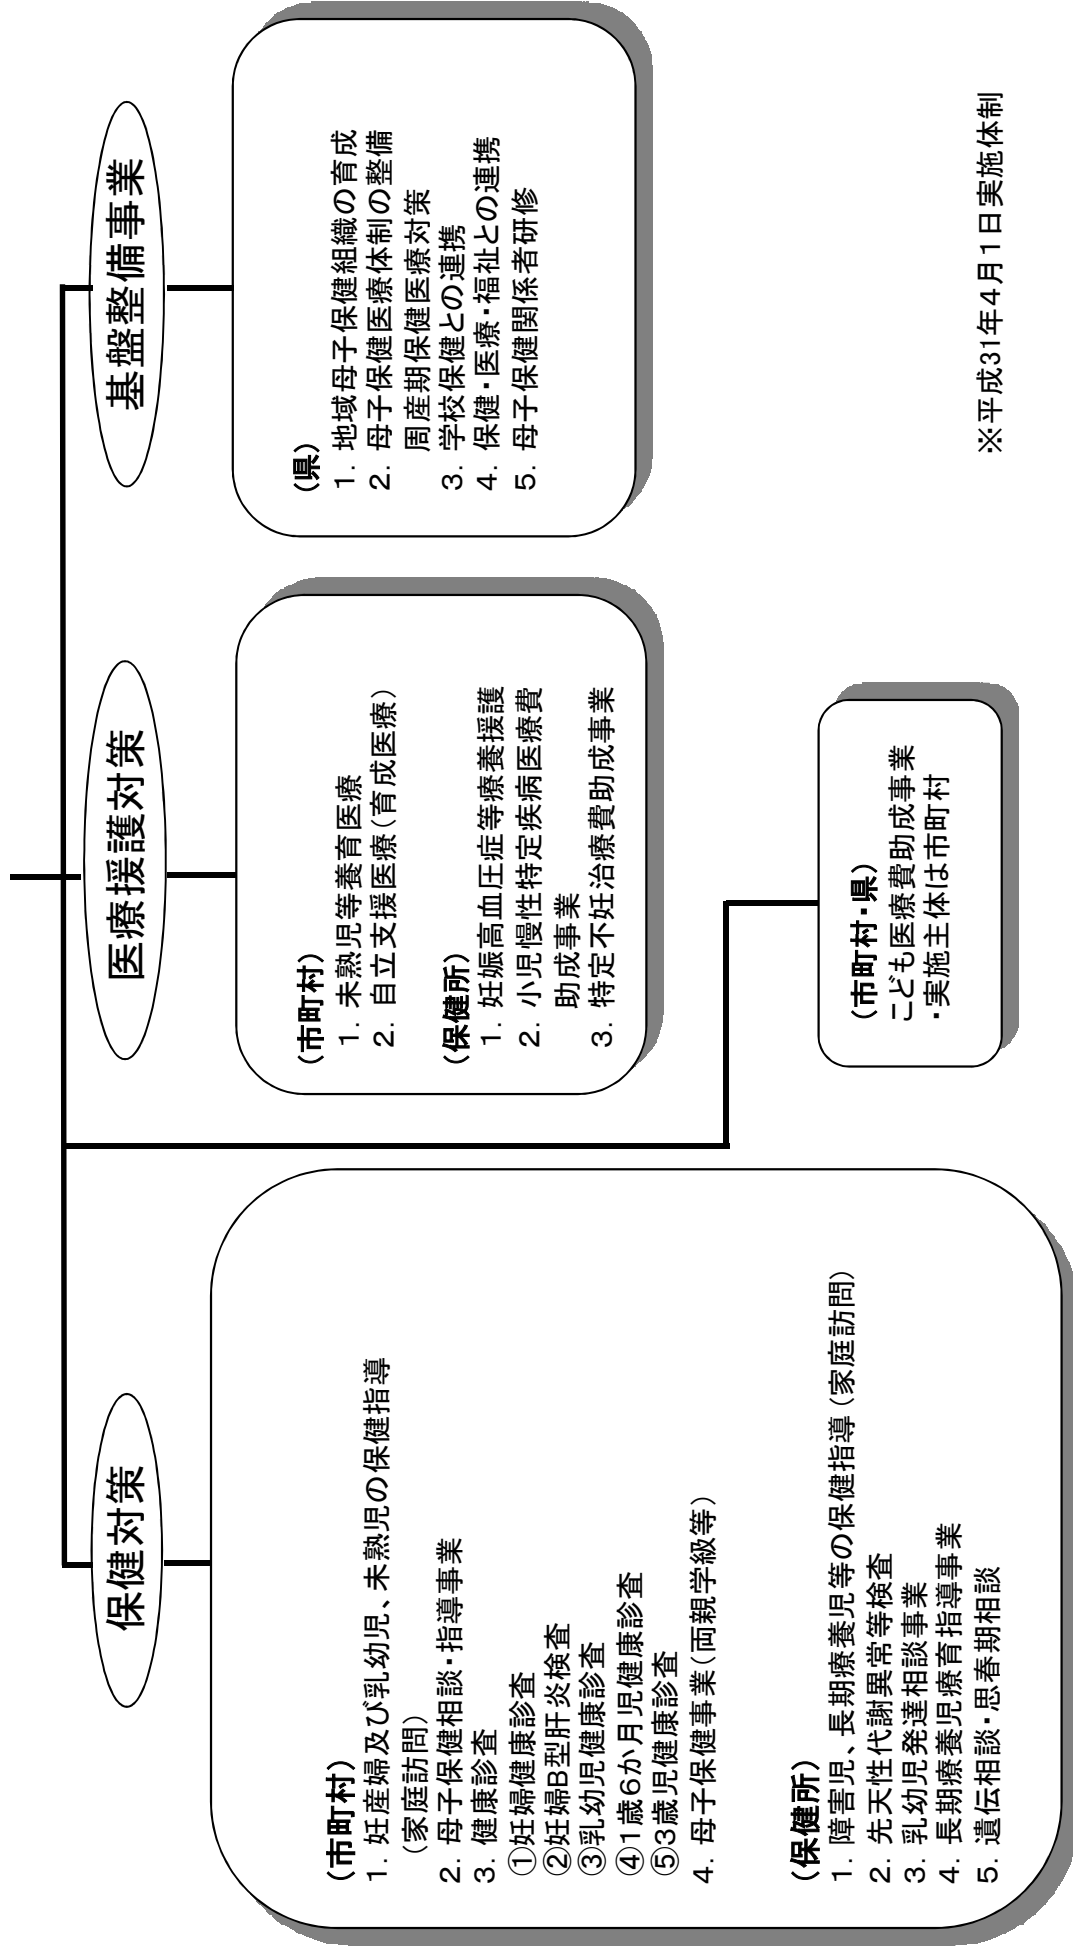 保健対策
(市町村)
1. 妊産婦及び乳幼児、未熟児の保健指導
(家庭訪問)
2. 母子保健相談・指導事業
3. 健康診査
①妊婦健康診査
②妊婦B型肝炎検査
③乳幼児健康診査
④1歳6か月児健康診査
⑤3歳児健康診査
4. 母子保健事業(両親学級等)
(保健所)
1. 障害児、長期療養児等の保健指導(家庭訪問)
2. 先天性代謝異常等検査
3. 乳幼児発達相談事業
4. 長期療養児療育指導事業
5. 遺伝相談・思春期相談
医療援護対策
(市町村)
1. 未熟児等養育医療
2. 自立支援医療(育成医療)
(保健所)
1. 妊娠高血圧症等療養援護
2. 小児慢性特定疾病医療費
助成事業
3. 特定不妊治療費助成事業
(市町村・県)
こども医療費助成事業
・実施主体は市町村
基盤整備事業
(県)
1. 地域母子保健組織の育成
2. 母子保健医療体制の整備
周産期保健医療対策
3. 学校保健との連携
4. 保健・医療・福祉との連携
5. 母子保健関係者研修
※平成31年4月1日実施体制